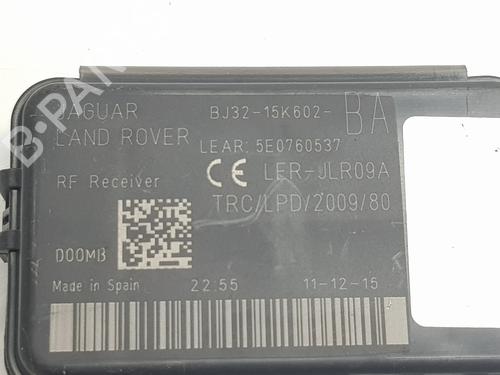 JAGUAR BJ32-15K602- BA
LAND ROVER LEAR: 5E0760537
RF Receiver CE LER-JLR09A
TRC/LPD/2009/80
D00MB
Made in Spain 22:55 11-12-15